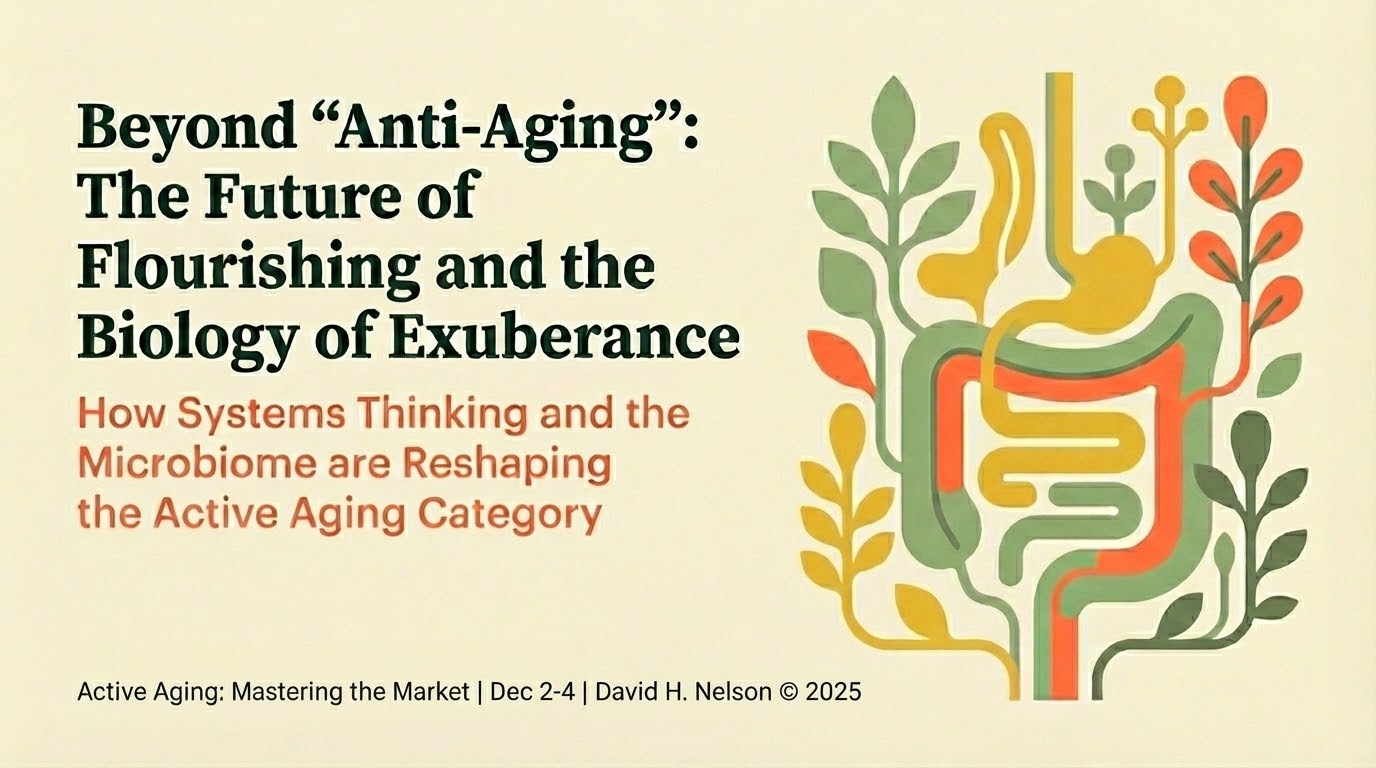 Beyond “Anti-Aging”:
The Future of
Flourishing and the
Biology of Exuberance
How Systems Thinking and the
Microbiome are Reshaping
the Active Aging Category
Active Aging: Mastering the Market | Dec 2-4 | David H. Nelson © 2025